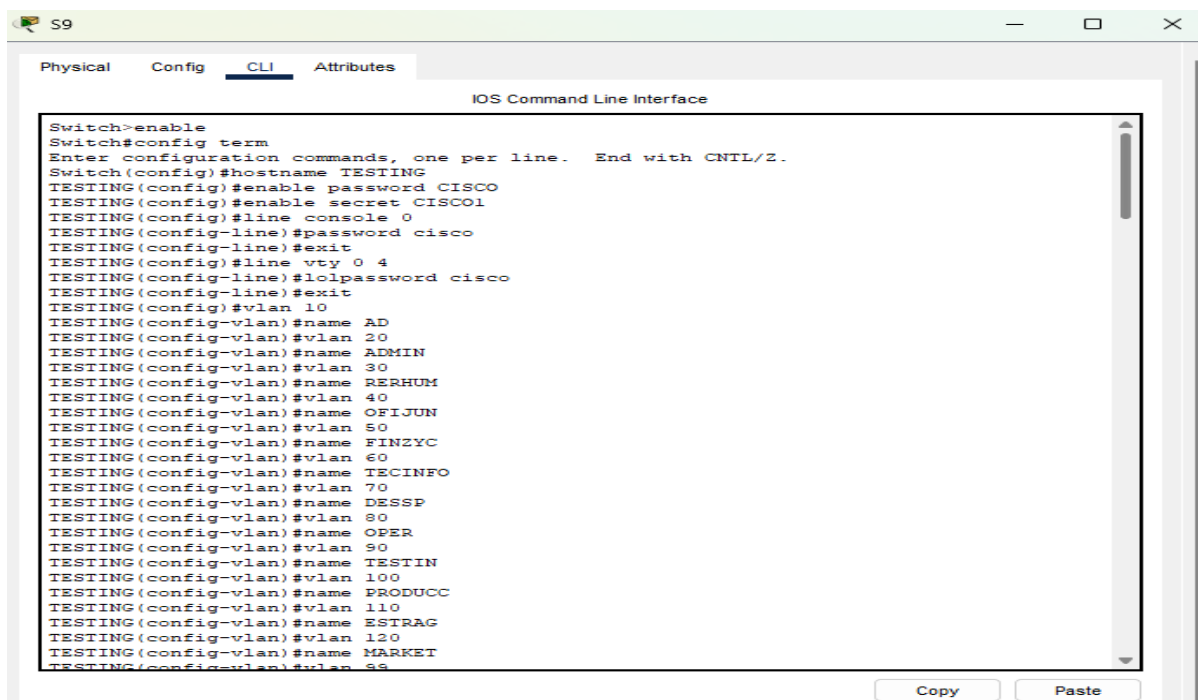 S9
Physical Config CLI Attributes
IOS Command Line Interface
Switch>enable
Switch#config term
Enter configuration commands, one per line. End with CNTL/Z.
Switch(config)#hostname TESTING
TESTING(config)#enable password CISCO
TESTING(config)#enable secret CISCO1
TESTING(config)#line console 0
TESTING(config-line)#password cisco
TESTING(config-line)#exit
TESTING(config)#line vty 0 4
TESTING(config-line)#lolpassword cisco
TESTING(config-line)#exit
TESTING(config)#vlan 10
TESTING(config-vlan)#name AD
TESTING(config-vlan)#vlan 20
TESTING(config-vlan)#name ADMIN
TESTING(config-vlan)#vlan 30
TESTING(config-vlan)#name RERHUM
TESTING(config-vlan)#vlan 40
TESTING(config-vlan)#name OFIJUN
TESTING(config-vlan)#vlan 50
TESTING(config-vlan)#name FINZYC
TESTING(config-vlan)#vlan 60
TESTING(config-vlan)#name TECINFO
TESTING(config-vlan)#vlan 70
TESTING(config-vlan)#name DESSP
TESTING(config-vlan)#vlan 80
TESTING(config-vlan)#name OPER
TESTING(config-vlan)#vlan 90
TESTING(config-vlan)#name TESTIN
TESTING(config-vlan)#vlan 100
TESTING(config-vlan)#name PRODUCC
TESTING(config-vlan)#vlan 110
TESTING(config-vlan)#name ESTRAG
TESTING(config-vlan)#vlan 120
TESTING(config-vlan)#name MARKET
TESTING(config-vlan)#vlan 99
Copy Paste